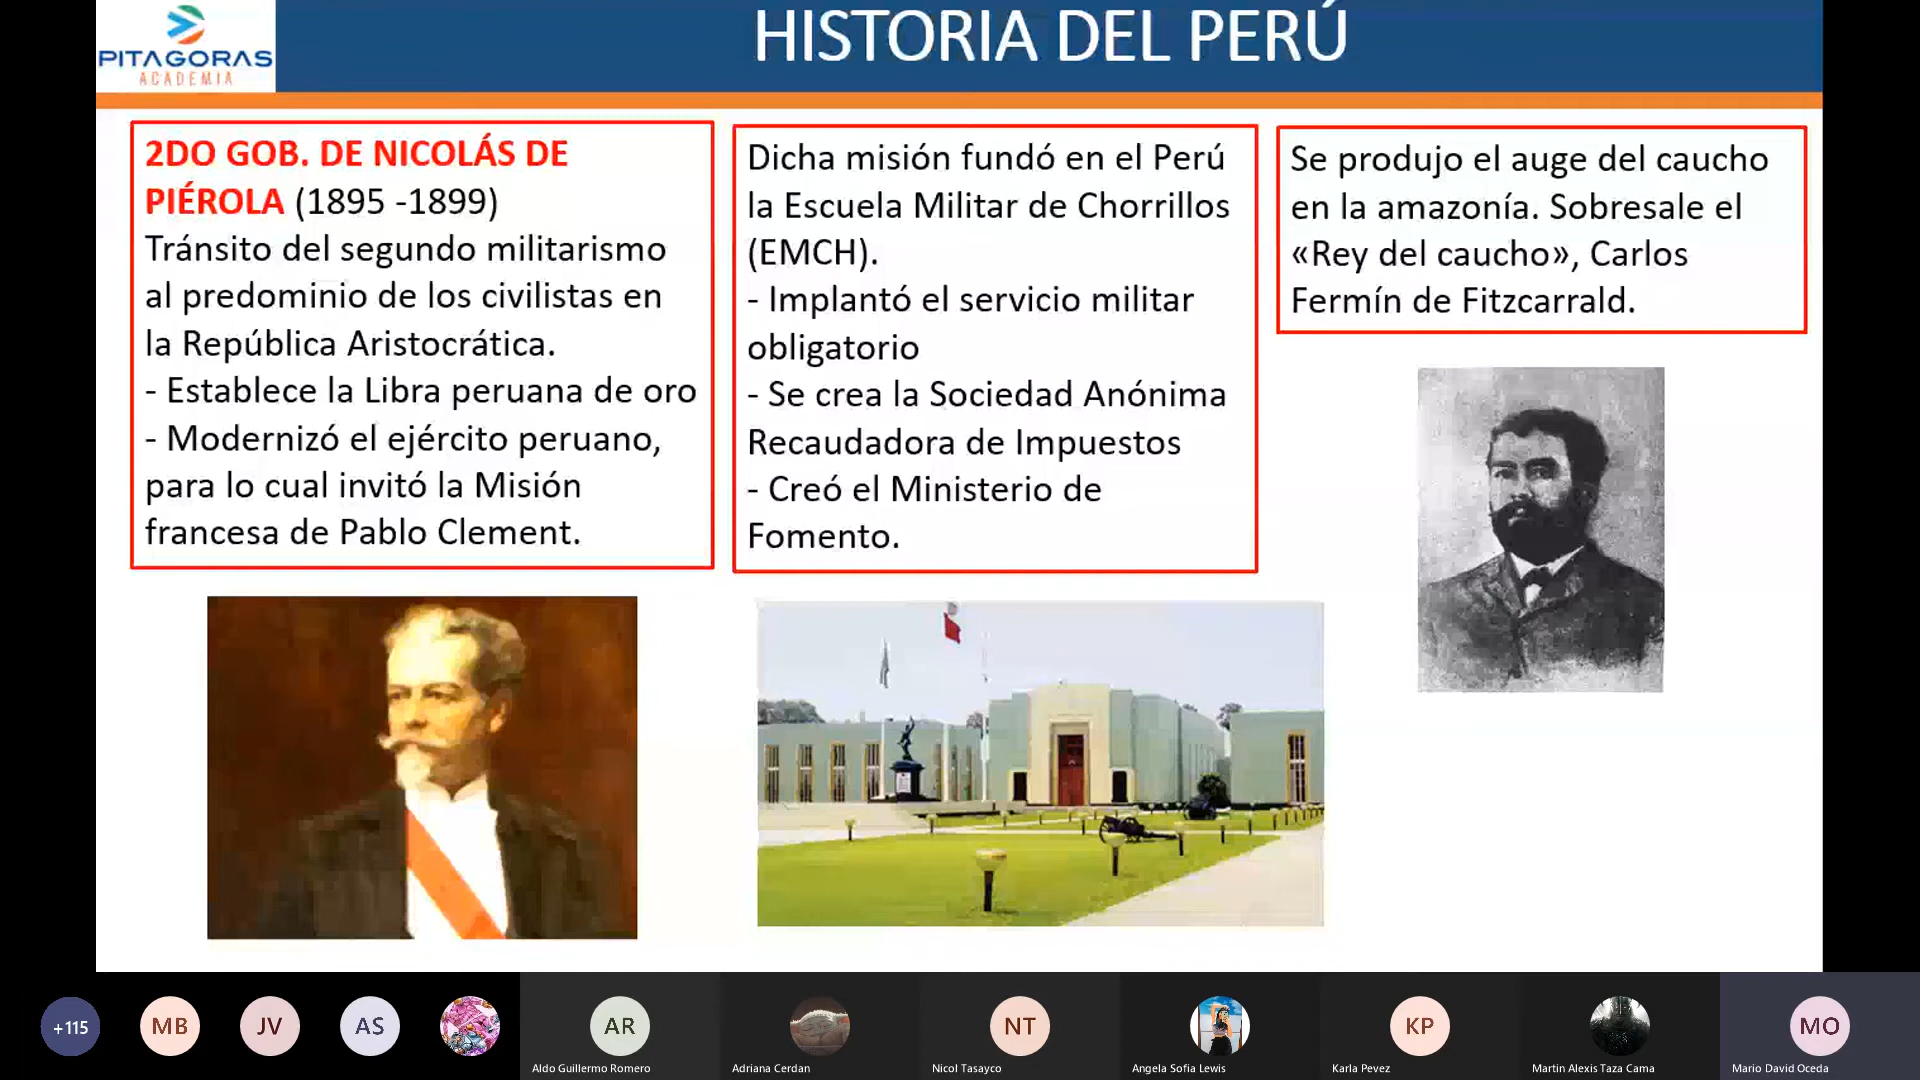 PITAGORAS
ACADEMIA
HISTORIA DEL PERÚ
2DO GOB. DE NICOLÁS DE
PIÉROLA (1895 -1899)
Tránsito del segundo militarismo
al predominio de los civilistas en
la República Aristocrática.
- Establece la Libra peruana de oro
- Modernizó el ejército peruano,
para lo cual invitó la Misión
francesa de Pablo Clement.
Dicha misión fundó en el Perú
la Escuela Militar de Chorrillos
(EMCH).
- Implantó el servicio militar
obligatorio
- Se crea la Sociedad Anónima
Recaudadora de Impuestos
- Creó el Ministerio de
Fomento.
Se produjo el auge del caucho
en la amazonía. Sobresale el
«Rey del caucho», Carlos
Fermín de Fitzcarrald.
+115
MB
JV
AS
AR
NT
KP
MO
Aldo Guillermo Romero
Adriana Cerdan
Nicol Tasayco
Angela Sofia Lewis
Karla Pevez
Martin Alexis Taza Cama
Mario David Oceda